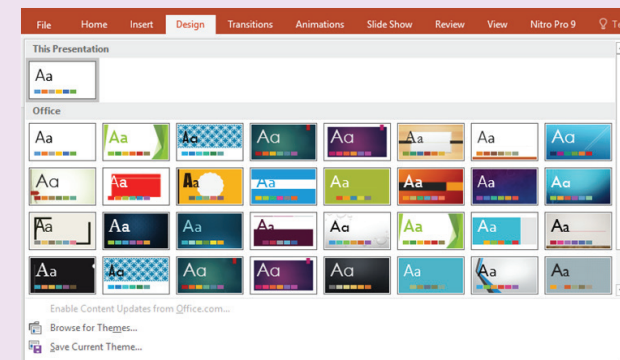 File Home Insert Design Transitions Animations Slide Show Review View Nitro Pro 9
This Presentation
Aa
Office
Aa Aa Aa Aa Aa Aa Aa Aa
Aa Aa Aa Aa Aa Aa Aa Aa
Aa Aa Aa Aa Aa Aa Aa Aa
Aa Aa Aa Aa Aa Aa Aa Aa
Enable Content Updates from Office.com...
Browse for Themes...
Save Current Theme...